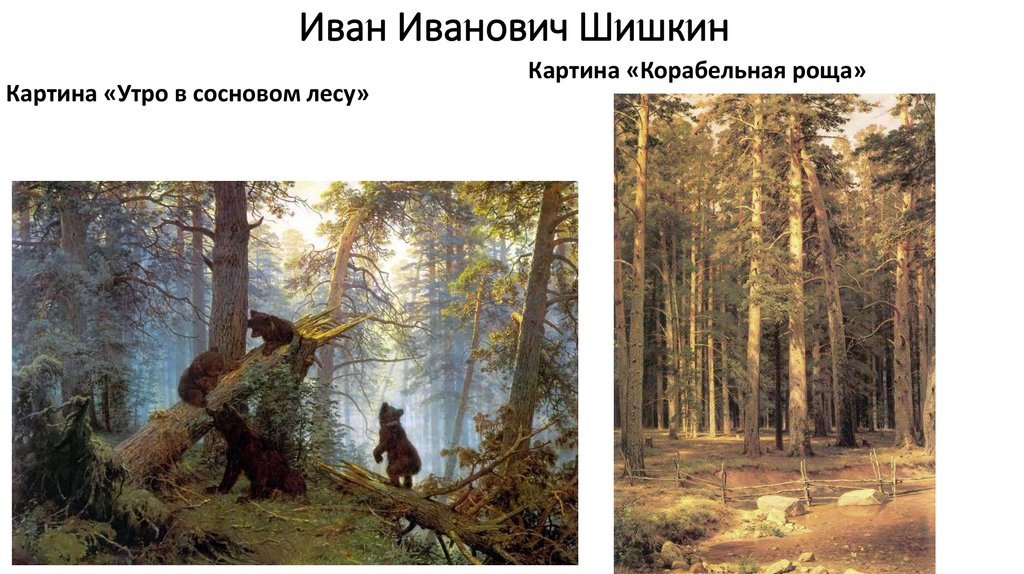 Иван Иванович Шишкин
Картина «Утро в сосновом лесу»
Картина «Корабельная роща»